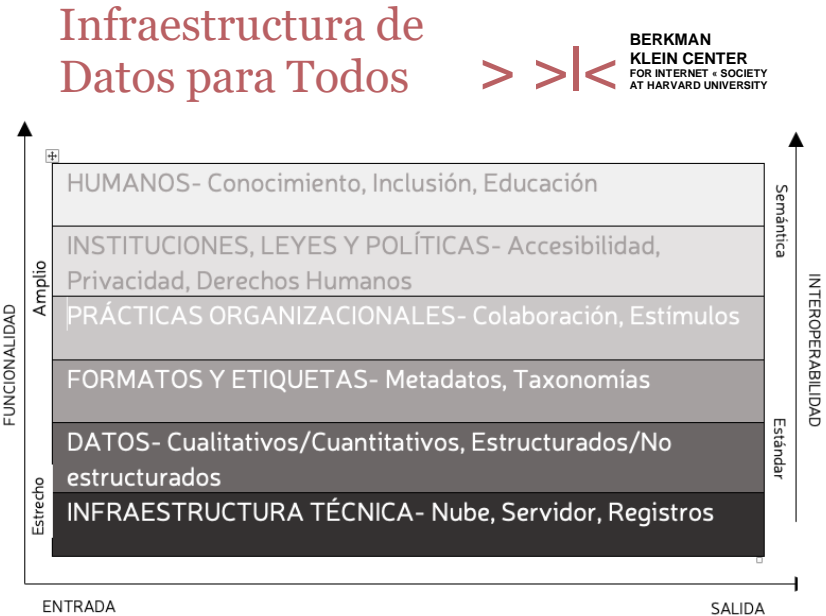 Infraestructura de
Datos para Todos
> >|<
BERKMAN
KLEIN CENTER
FOR INTERNET « SOCIETY
AT HARVARD UNIVERSITY
HUMANOS- Conocimiento, Inclusión, Educación
INSTITUCIONES, LEYES Y POLÍTICAS- Accesibilidad,
Privacidad, Derechos Humanos
PRÁCTICAS ORGANIZACIONALES- Colaboración, Estímulos
FORMATOS Y ETIQUETAS- Metadatos, Taxonomías
DATOS- Cualitativos/Cuantitativos, Estructurados/No
estructurados
INFRAESTRUCTURA TÉCNICA- Nube, Servidor, Registros
FUNCIONALIDAD
Amplio
Estrecho
Semántica
Estándar
INTEROPERABILIDAD
ENTRADA
SALIDA